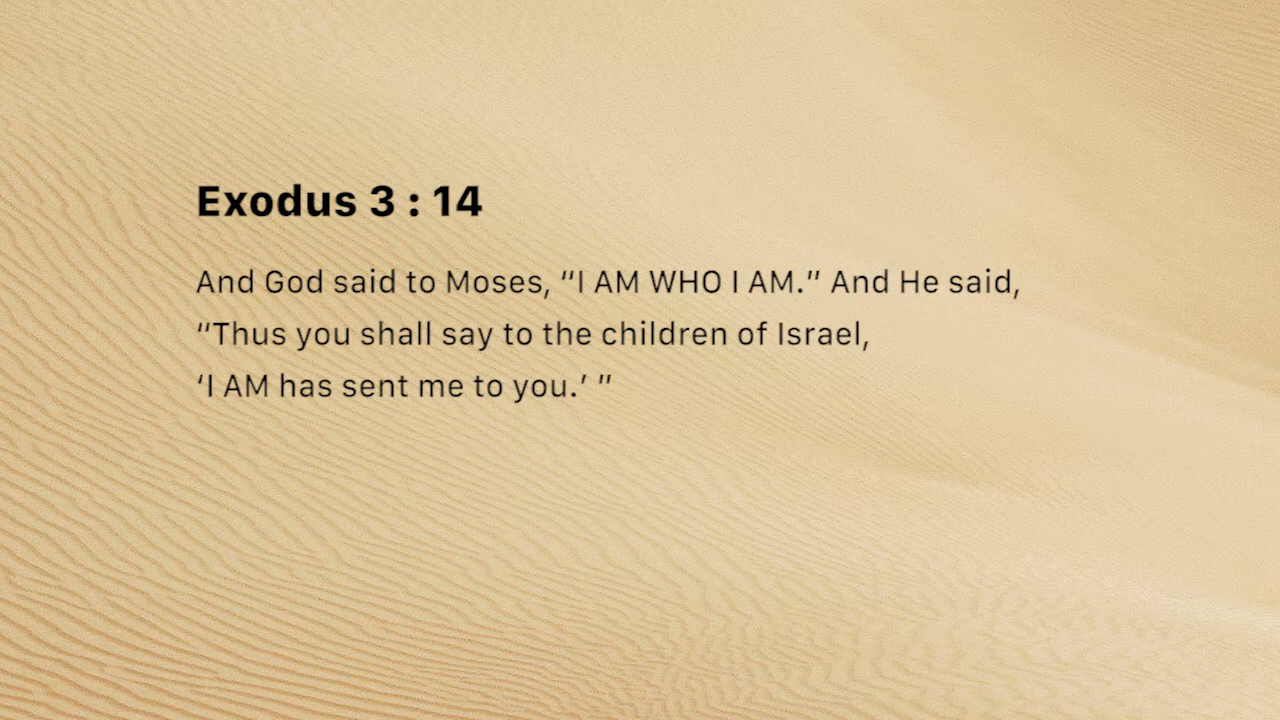 Exodus 3 : 14
And God said to Moses, “I AM WHO I AM.” And He said,
“Thus you shall say to the children of Israel,
‘I AM has sent me to you.’ ”